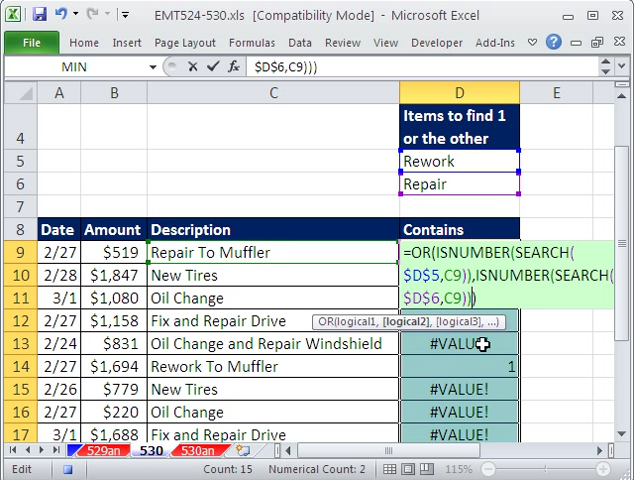 EMT524-530.xls [Compatibility Mode] - Microsoft Excel
File Home Insert Page Layout Formulas Data Review View Developer Add-Ins
MIN fx $D$6,C9)))
A B C D E
4 Items to find 1
or the other
5 Rework
6 Repair
7
8 Date Amount Description Contains
9 2/27 $519 Repair To Muffler =OR(ISNUMBER(SEARCH(
10 2/28 $1,847 New Tires $D$5,C9)),ISNUMBER(SEARCH(
11 3/1 $1,080 Oil Change $D$6,C9)))
12 2/27 $1,158 Fix and Repair Drive OR(logical1, [logical2], [logical3], ...)
13 2/24 $831 Oil Change and Repair Windshield #VALU
14 2/27 $1,694 Rework To Muffler 1
15 2/26 $779 New Tires #VALUE!
16 2/27 $220 Oil Change #VALUE!
17 3/1 $1,688 Fix and Repair Drive #VALUE!
529an 530 530an
Edit Count: 15 Numerical Count: 2 115%